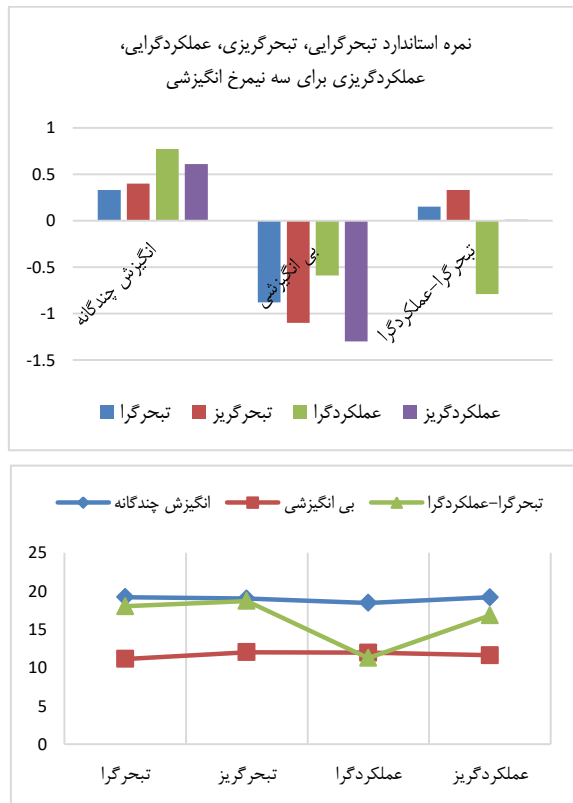 نمره استاندارد تبحرگرایی، تبحرگریزی، عملکردگرایی،
عملکردگریزی برای سه نیمرخ انگیزشی
1
0.5
0
-0.5
-1
-1.5
انگیزش چندگانه
بی انگیزشی
تبحرگرا-عملکردگرا
تبحرگرا تبحرگریز عملکردگرا عملکردگریز
انگیزش چندگانه بی انگیزشی تبحرگرا-عملکردگرا
25
20
15
10
5
0
تبحرگرا تبحرگریز عملکردگرا عملکردگریز